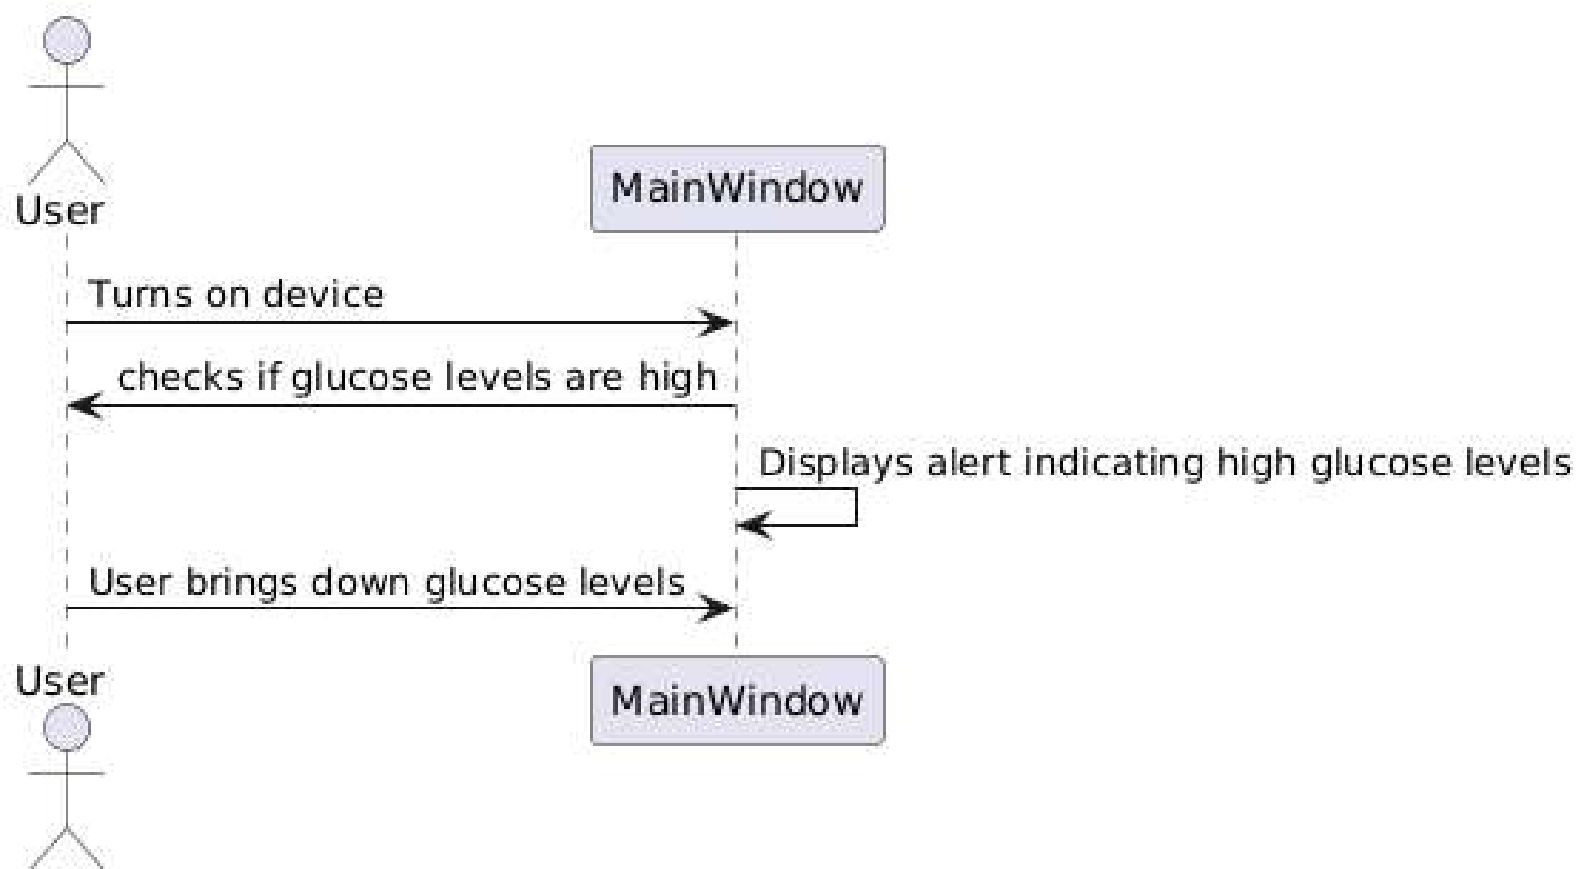 User
MainWindow
Turns on device
checks if glucose levels are high
Displays alert indicating high glucose levels
User brings down glucose levels
User
MainWindow